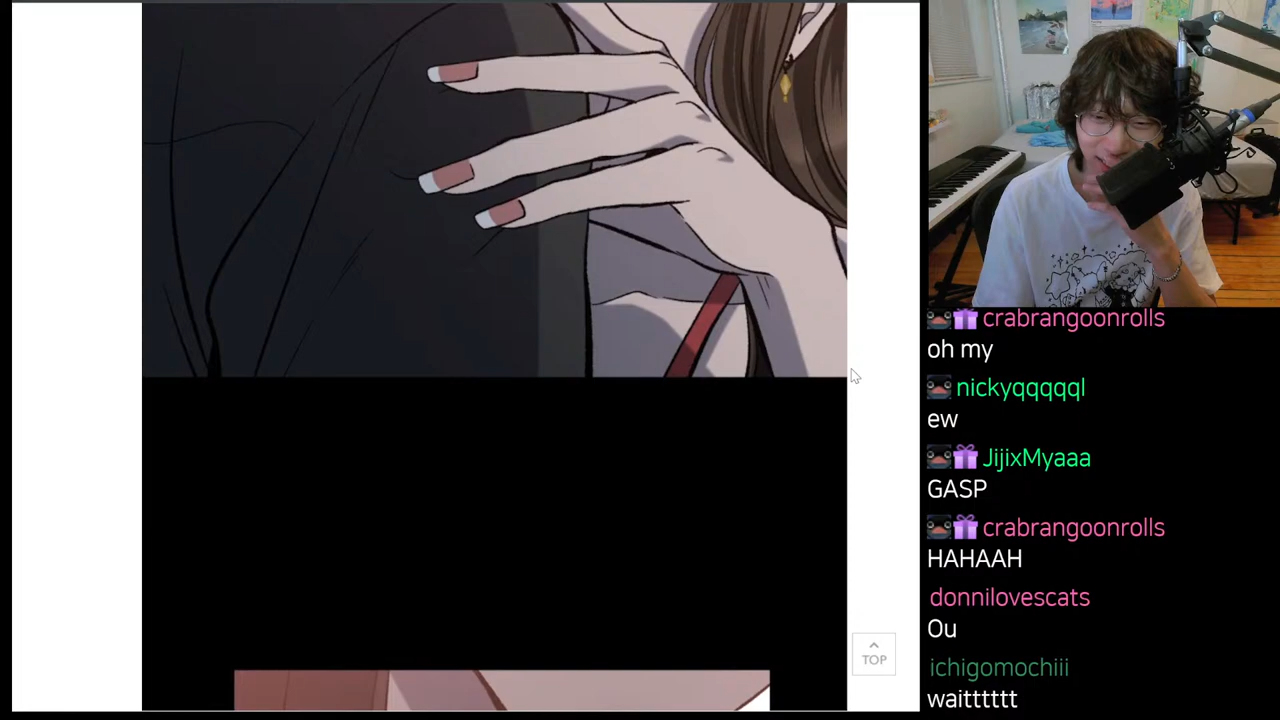 crabrangoonrolls
oh my
nickyqqqqql
ew
JijixMyaaa
GASP
crabrangoonrolls
HAHAAH
donnilovescats
Ou
ichigomochiii
waitttttt
TOP